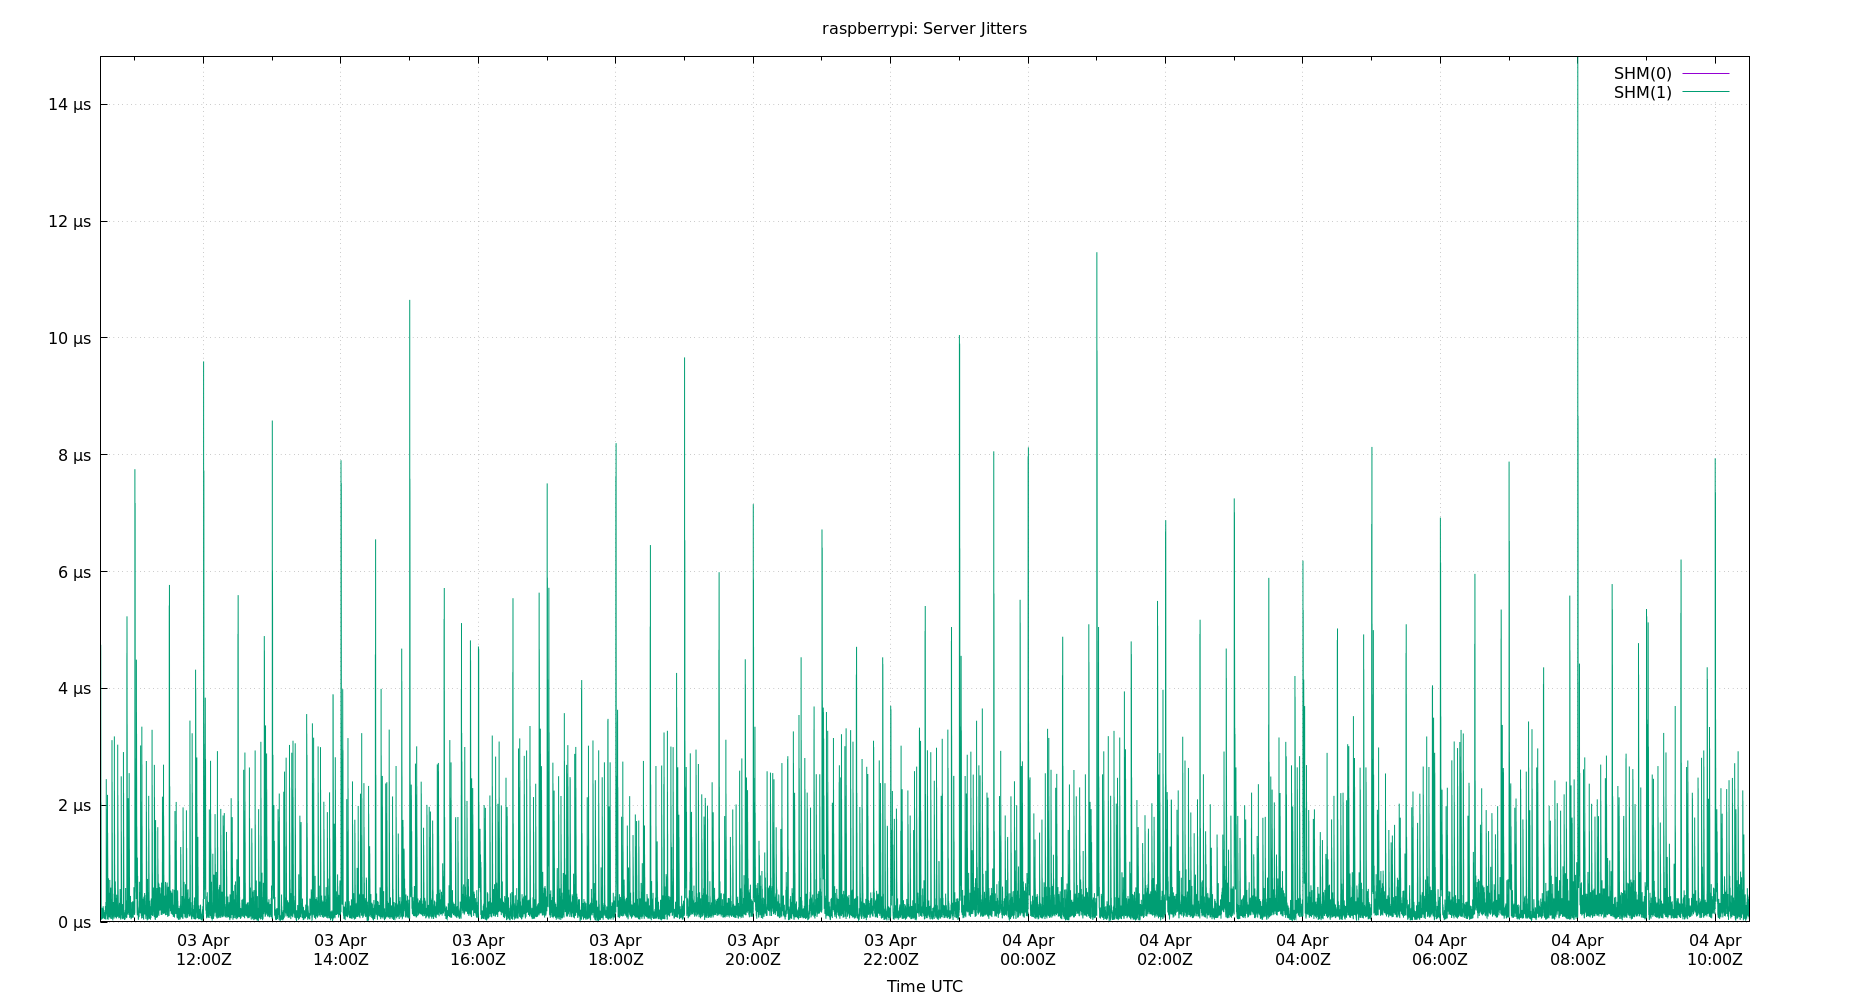 raspberrypi: Server Jitters
SHM(0)
SHM(1)
14 µs
12 µs
10 µs
8 µs
6 µs
4 µs
2 µs
0 µs
03 Apr 03 Apr 03 Apr 03 Apr 03 Apr 03 Apr 04 Apr 04 Apr 04 Apr 04 Apr 04 Apr 04 Apr
12:00Z 14:00Z 16:00Z 18:00Z 20:00Z 22:00Z 00:00Z 02:00Z 04:00Z 06:00Z 08:00Z 10:00Z
Time UTC